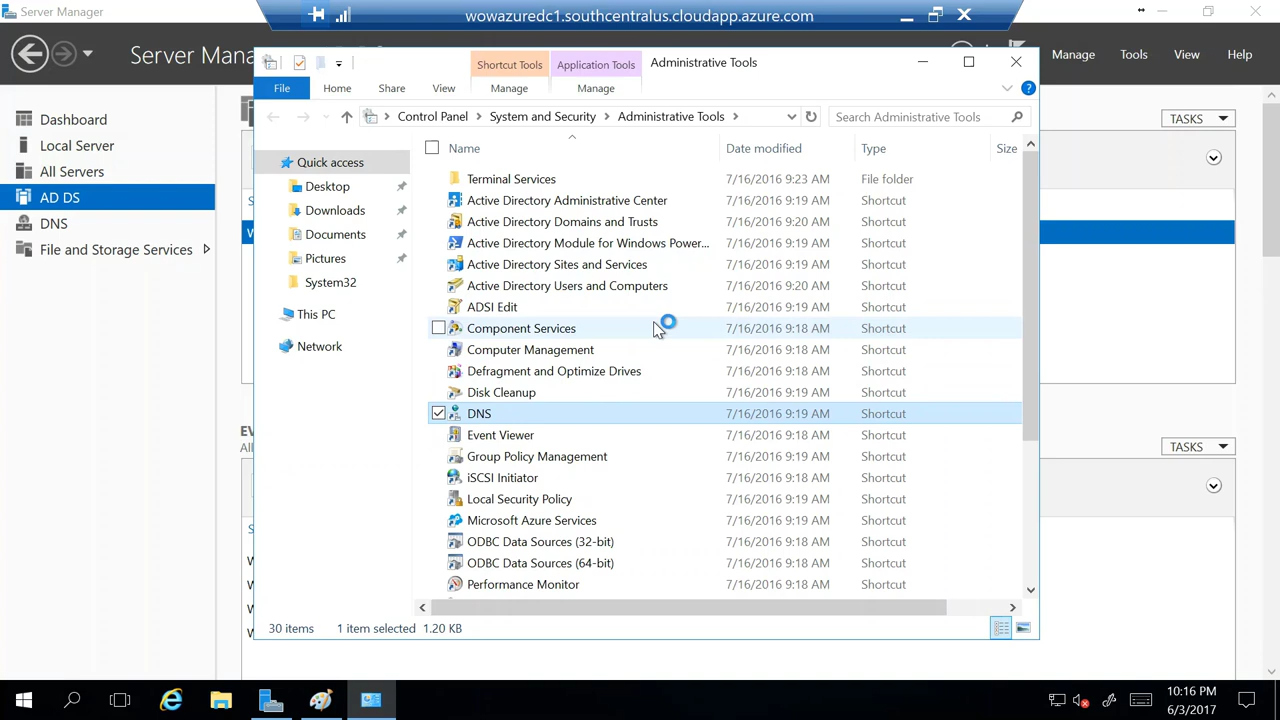 Server Manager
wowazuredc1.southcentralus.cloudapp.azure.com
Server Mana
Manage
Tools
View
Help
Shortcut Tools
Application Tools
Administrative Tools
File
Home
Share
View
Manage
Manage
Control Panel
System and Security
Administrative Tools
Search Administrative Tools
Dashboard
Local Server
All Servers
AD DS
DNS
File and Storage Services
TASKS
TASKS
Quick access
Desktop
Downloads
Documents
Pictures
System32
This PC
Network
Name Date modified Type Size
Terminal Services 7/16/2016 9:23 AM File folder
Active Directory Administrative Center 7/16/2016 9:19 AM Shortcut
Active Directory Domains and Trusts 7/16/2016 9:20 AM Shortcut
Active Directory Module for Windows Power... 7/16/2016 9:19 AM Shortcut
Active Directory Sites and Services 7/16/2016 9:19 AM Shortcut
Active Directory Users and Computers 7/16/2016 9:20 AM Shortcut
ADSI Edit 7/16/2016 9:19 AM Shortcut
Component Services 7/16/2016 9:18 AM Shortcut
Computer Management 7/16/2016 9:18 AM Shortcut
Defragment and Optimize Drives 7/16/2016 9:18 AM Shortcut
Disk Cleanup 7/16/2016 9:19 AM Shortcut
DNS 7/16/2016 9:19 AM Shortcut
Event Viewer 7/16/2016 9:18 AM Shortcut
Group Policy Management 7/16/2016 9:19 AM Shortcut
iSCSI Initiator 7/16/2016 9:18 AM Shortcut
Local Security Policy 7/16/2016 9:19 AM Shortcut
Microsoft Azure Services 7/16/2016 9:19 AM Shortcut
ODBC Data Sources (32-bit) 7/16/2016 9:18 AM Shortcut
ODBC Data Sources (64-bit) 7/16/2016 9:18 AM Shortcut
Performance Monitor 7/16/2016 9:18 AM Shortcut
30 items 1 item selected 1.20 KB
10:16 PM
6/3/2017